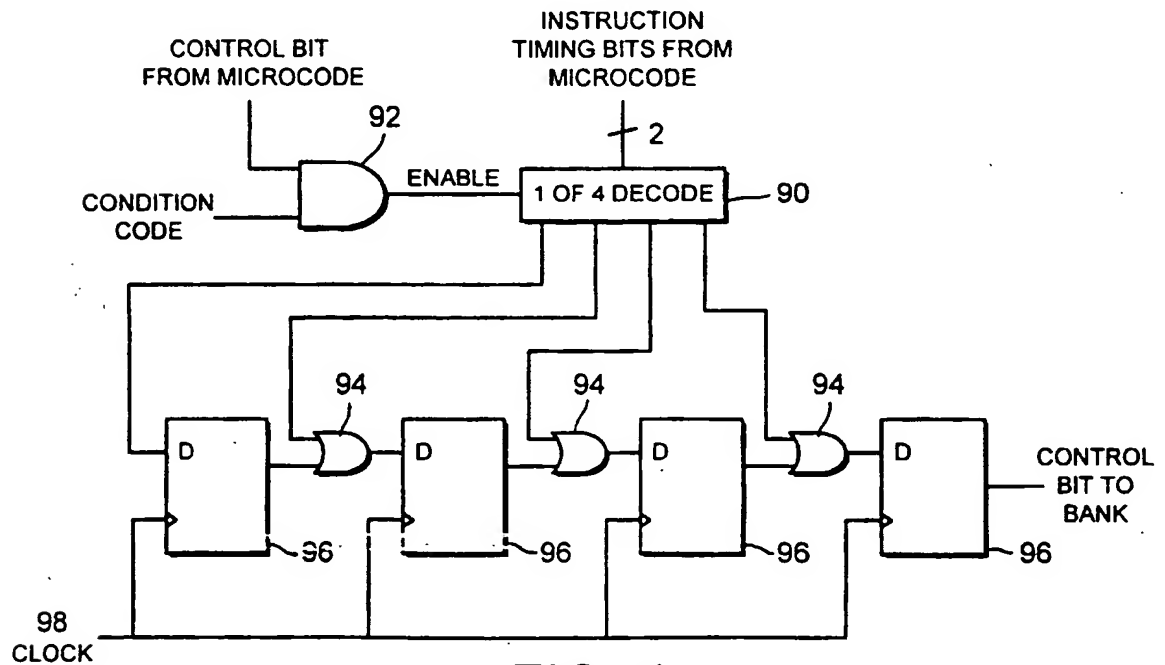 INSTRUCTION
TIMING BITS FROM
MICROCODE
CONTROL BIT
FROM MICROCODE
92
2
ENABLE
1 OF 4 DECODE
90
CONDITION
CODE
94
94
94
D
D
D
D
CONTROL
BIT TO
BANK
96
96
96
96
98
CLOCK